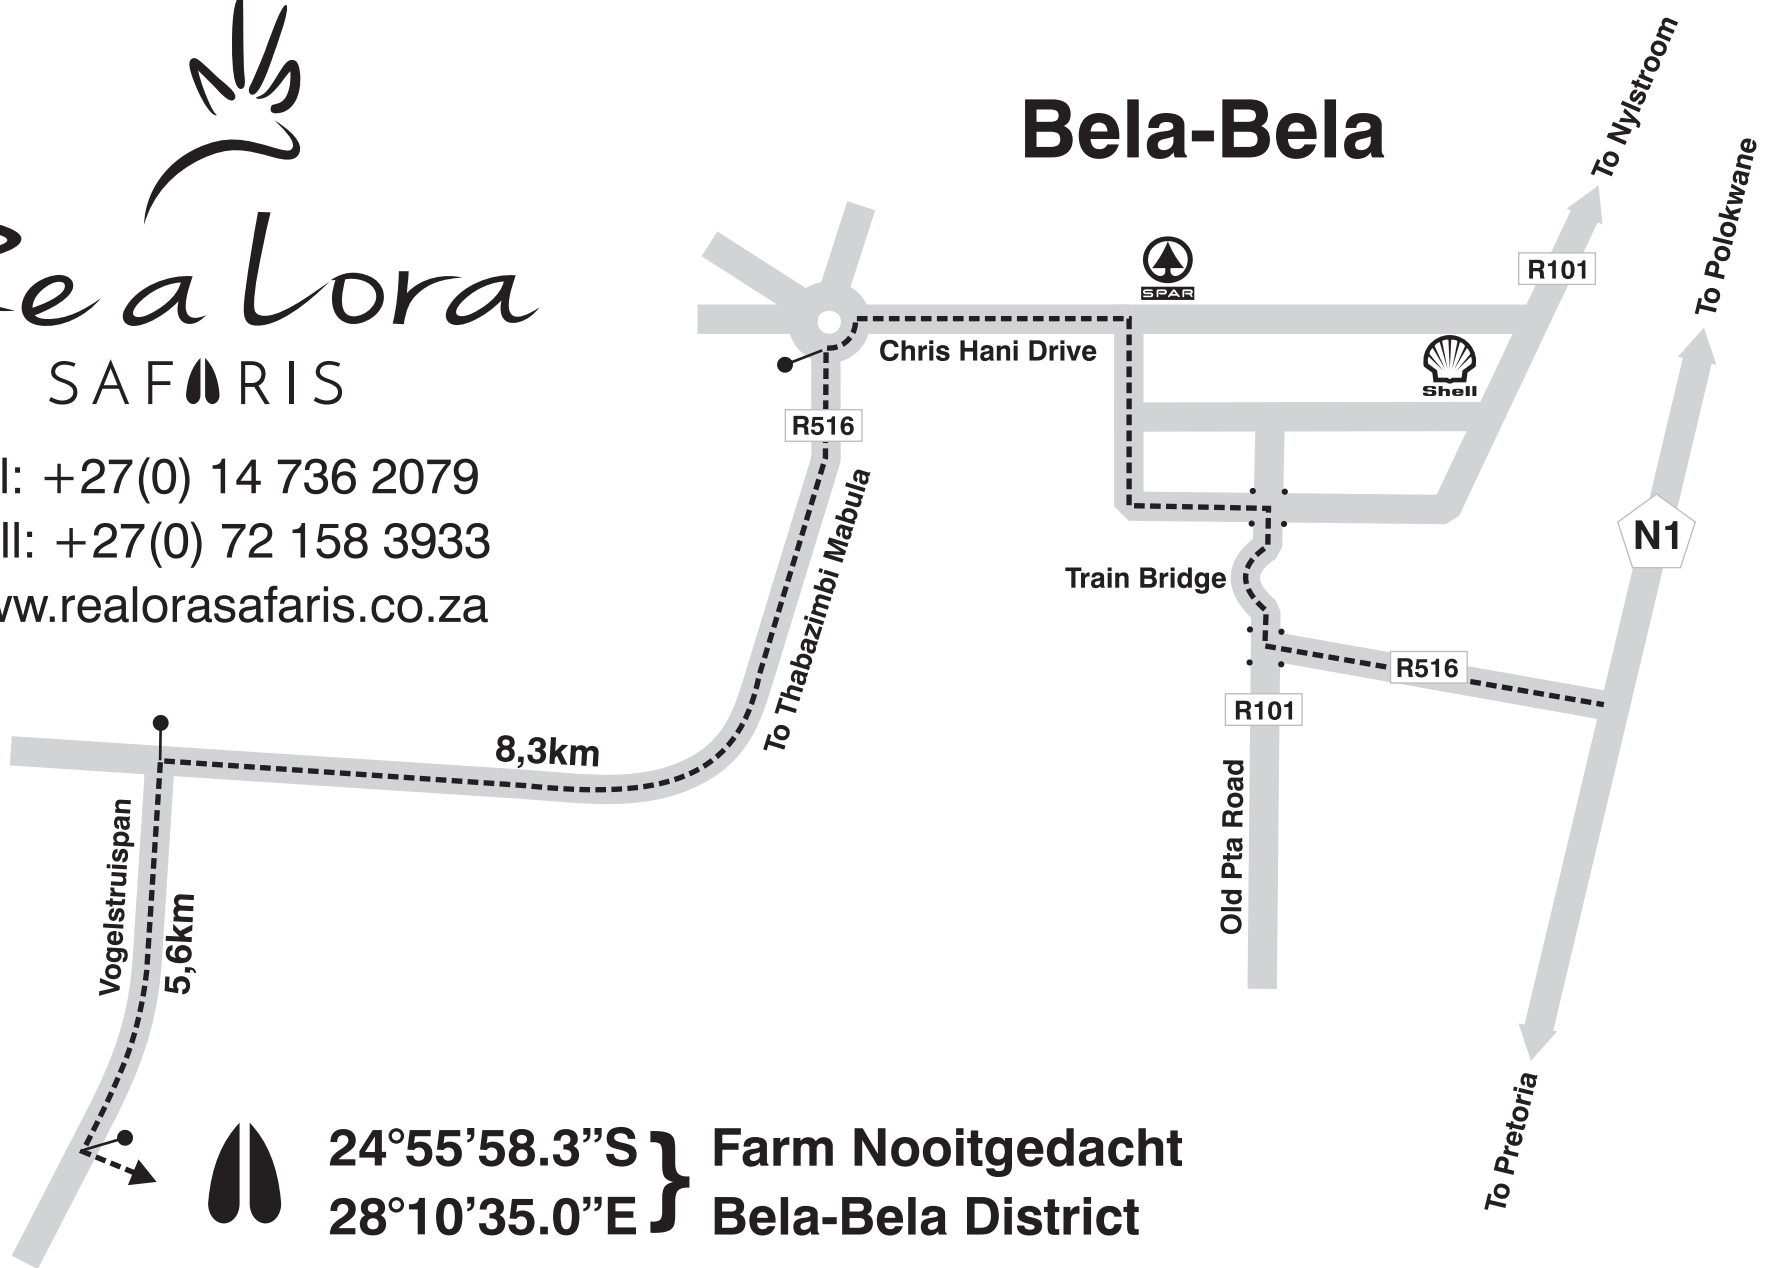 Re a lora
SAFARIS
l: +27(0) 14 736 2079
ll: +27(0) 72 158 3933
w.realorasafaris.co.za
Bela-Bela
To Nylstroom
To Polokwane
R101
SPAR
Shell
Chris Hani Drive
R516
To Thabazimbi Mabula
N1
Train Bridge
R516
R101
Old Pta Road
8,3km
Vogelstruispan
5,6km
To Pretoria
24°55’58.3”S } Farm Nooitgedacht
28°10’35.0”E Bela-Bela District